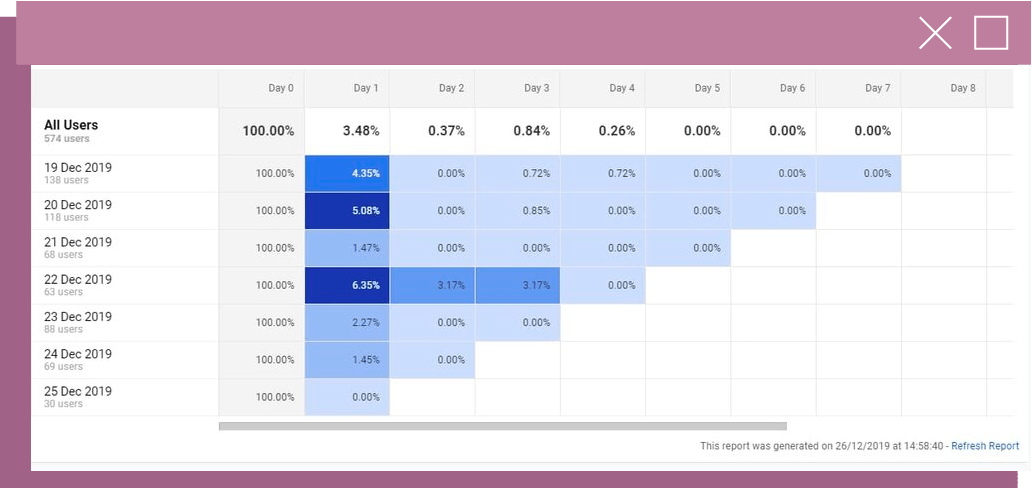 Day 0 Day 1 Day 2 Day 3 Day 4 Day 5 Day 6 Day 7 Day 8
All Users 100.00% 3.48% 0.37% 0.84% 0.26% 0.00% 0.00% 0.00%
574 users
19 Dec 2019 100.00% 4.35% 0.00% 0.72% 0.72% 0.00% 0.00% 0.00%
138 users
20 Dec 2019 100.00% 5.08% 0.00% 0.85% 0.00% 0.00% 0.00%
118 users
21 Dec 2019 100.00% 1.47% 0.00% 0.00% 0.00% 0.00%
68 users
22 Dec 2019 100.00% 6.35% 3.17% 3.17% 0.00%
63 users
23 Dec 2019 100.00% 2.27% 0.00% 0.00%
88 users
24 Dec 2019 100.00% 1.45% 0.00%
69 users
25 Dec 2019 100.00% 0.00%
30 users
This report was generated on 26/12/2019 at 14:58:40 - Refresh Report